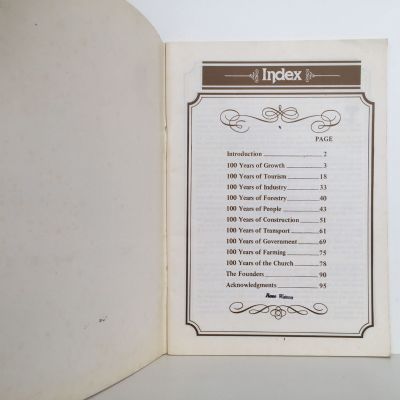 Index
PAGE
Introduction 2
100 Years of Growth 3
100 Years of Tourism 18
100 Years of Industry 33
100 Years of Forestry 40
100 Years of People 43
100 Years of Construction 51
100 Years of Transport 61
100 Years of Government 69
100 Years of Farming 75
100 Years of the Church 78
The Founders 90
Acknowledgments 95